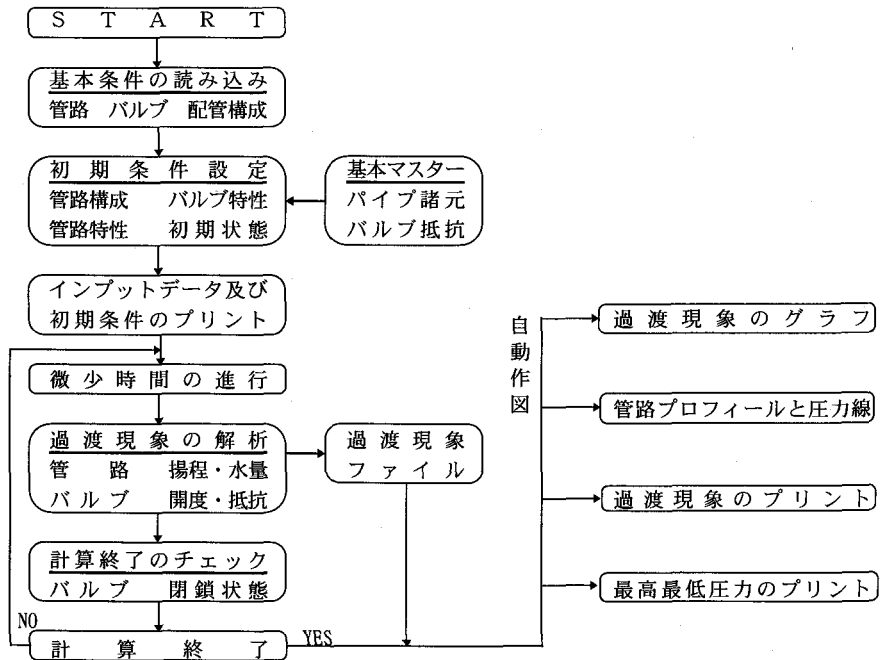 START
基本条件の読み込み
管路 バルブ 配管構成
初期条件設定
管路構成 バルブ特性
管路特性 初期状態
基本マスター
パイプ諸元
バルブ抵抗
インプットデータ及び
初期条件のプリント
微少時間の進行
過渡現象の解析
管路 揚程・水量
バルブ 開度・抵抗
過渡現象
ファイル
計算終了のチェック
バルブ 閉鎖状態
NO
計算終了
YES
自動作図
過渡現象のグラフ
管路プロフィールと圧力線
過渡現象のプリント
最高最低圧力のプリント